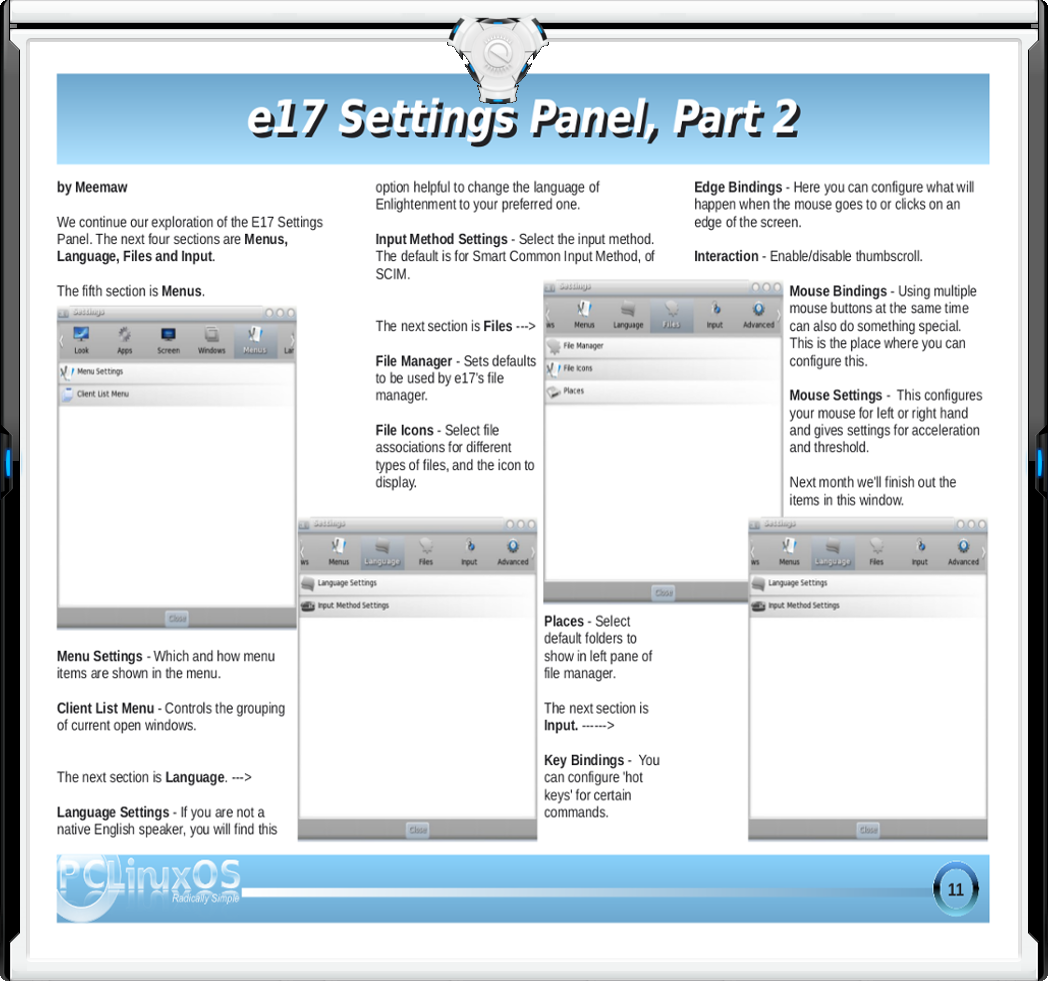 e17 Settings Panel, Part 2
by Meemaw
We continue our exploration of the E17 Settings
Panel. The next four sections are Menus,
Language, Files and Input.
The fifth section is Menus.
Settings
Look Apps Screen Windows Menus Lar
Menu Settings
Client List Menu
Close
Menu Settings - Which and how menu
items are shown in the menu.
Client List Menu - Controls the grouping
of current open windows.
The next section is Language. --->
Language Settings - If you are not a
native English speaker, you will find this
option helpful to change the language of
Enlightenment to your preferred one.
Input Method Settings - Select the input method.
The default is for Smart Common Input Method, of
SCIM.
The next section is Files --->
File Manager - Sets defaults
to be used by e17's file
manager.
File Icons - Select file
associations for different
types of files, and the icon to
display.
Settings
ws Menus Language Files Input Advanced
Language Settings
Input Method Settings
Close
Settings
ws Menus Language Files Input Advanced
File Manager
File Icons
Places
Close
Places - Select
default folders to
show in left pane of
file manager.
The next section is
Input. ------>
Key Bindings -  You
can configure 'hot
keys' for certain
commands.
Edge Bindings - Here you can configure what will
happen when the mouse goes to or clicks on an
edge of the screen.
Interaction - Enable/disable thumbscroll.
Mouse Bindings - Using multiple
mouse buttons at the same time
can also do something special.
This is the place where you can
configure this.
Mouse Settings -  This configures
your mouse for left or right hand
and gives settings for acceleration
and threshold.
Next month we'll finish out the
items in this window.
Settings
ws Menus Language Files Input Advanced
Language Settings
Input Method Settings
Close
PCLinuxOS
Radically Simple
11